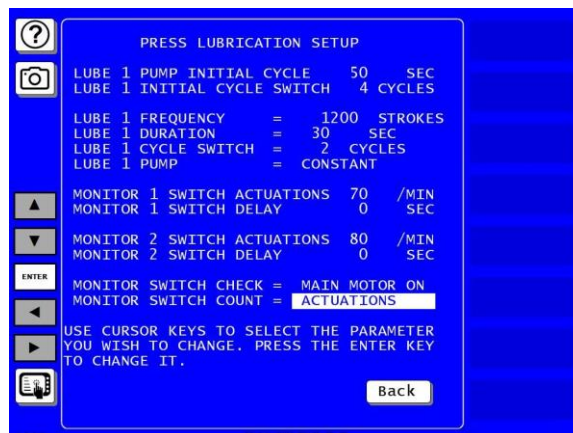 ?
PRESS LUBRICATION SETUP
LUBE 1 PUMP INITIAL CYCLE 50 SEC
LUBE 1 INITIAL CYCLE SWITCH 4 CYCLES
LUBE 1 FREQUENCY = 1200 STROKES
LUBE 1 DURATION = 30 SEC
LUBE 1 CYCLE SWITCH = 2 CYCLES
LUBE 1 PUMP = CONSTANT
MONITOR 1 SWITCH ACTUATIONS 70 /MIN
MONITOR 1 SWITCH DELAY 0 SEC
MONITOR 2 SWITCH ACTUATIONS 80 /MIN
MONITOR 2 SWITCH DELAY 0 SEC
ENTER
MONITOR SWITCH CHECK = MAIN MOTOR ON
MONITOR SWITCH COUNT = ACTUATIONS
USE CURSOR KEYS TO SELECT THE PARAMETER
YOU WISH TO CHANGE. PRESS THE ENTER KEY
TO CHANGE IT.
Back